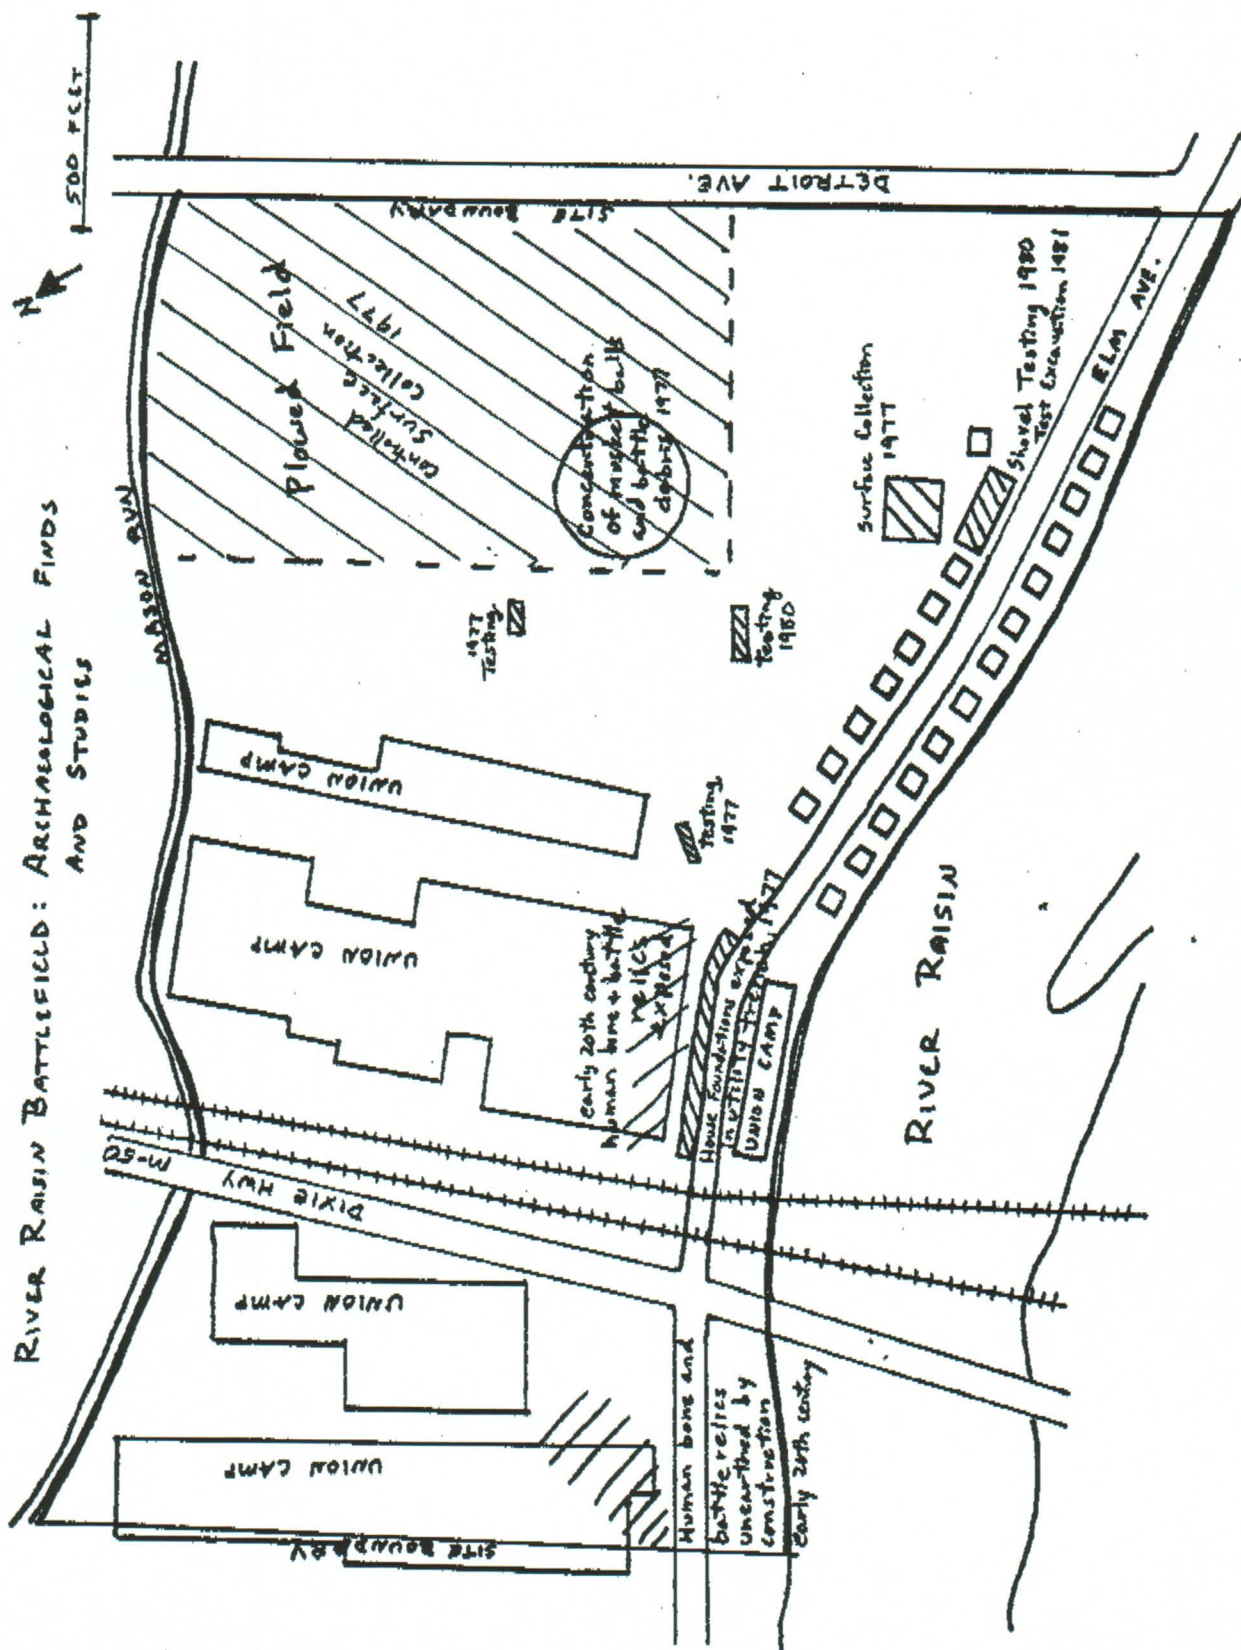 RIVER RAISIN BATTLEFIELD: ARCHAEOLOGICAL FINDS
AND STUDIES
N
500 FEET
MASON RUN
DETROIT AVE.
SITE BOUNDARY
Plowed Field
Controlled
Surface
Collection
1977
Concentration
of musket balls
and battle
debris 1977
1977
Testing
Testing
1980
Surface Collection
1977
Shovel Testing 1980
Test Excavation 1981
ELM AVE.
UNION CAMP
UNION CAMP
Testing
1977
early 20th century
human bone + battle
relics
exposed
House Foundations exposed
in utility trench, 1977
UNION CAMP
RIVER RAISIN
M-50
DIXIE HWY
UNION CAMP
UNION CAMP
SITE BOUNDARY
Human bone and
battle relics
unearthed by
construction
early 20th century